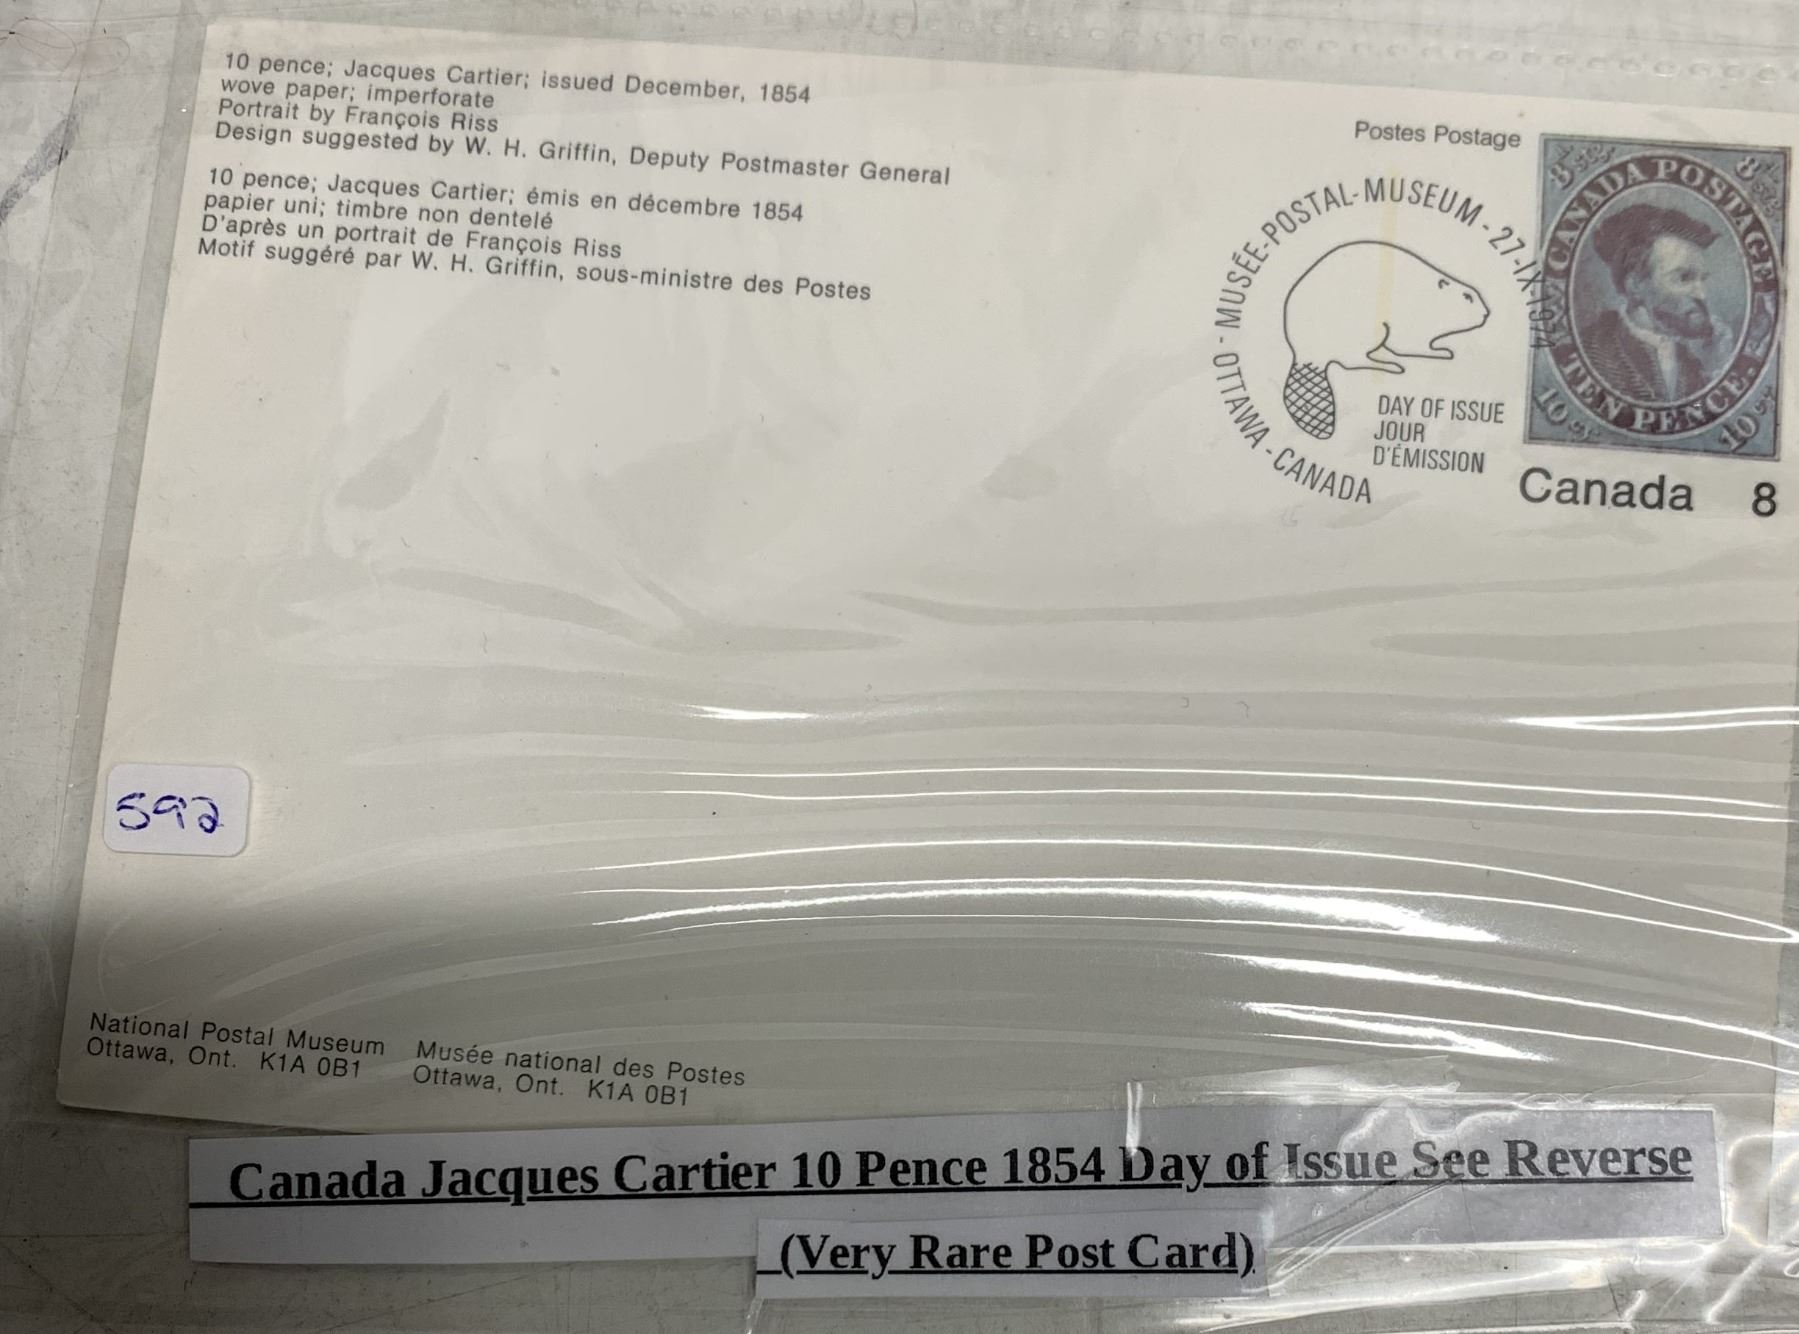 10 pence; Jacques Cartier; issued December, 1854
wove paper; imperforate
Portrait by François Riss
Design suggested by W. H. Griffin, Deputy Postmaster General
10 pence; Jacques Cartier; émis en décembre 1854
papier uni; timbre non dentelé
D'après un portrait de François Riss
Motif suggéré par W. H. Griffin, sous-ministre des Postes
Postes Postage
OTTAWA - CANADA
OTTAWA - MUSÉE-POSTAL-MUSEUM - 27-IX-1974
DAY OF ISSUE
JOUR
D'ÉMISSION
CANADA POSTAGE
TEN PENCE.
Canada 8
592
National Postal Museum
Ottawa, Ont. K1A 0B1
Musée national des Postes
Ottawa, Ont. K1A 0B1
Canada Jacques Cartier 10 Pence 1854 Day of Issue See Reverse
(Very Rare Post Card)